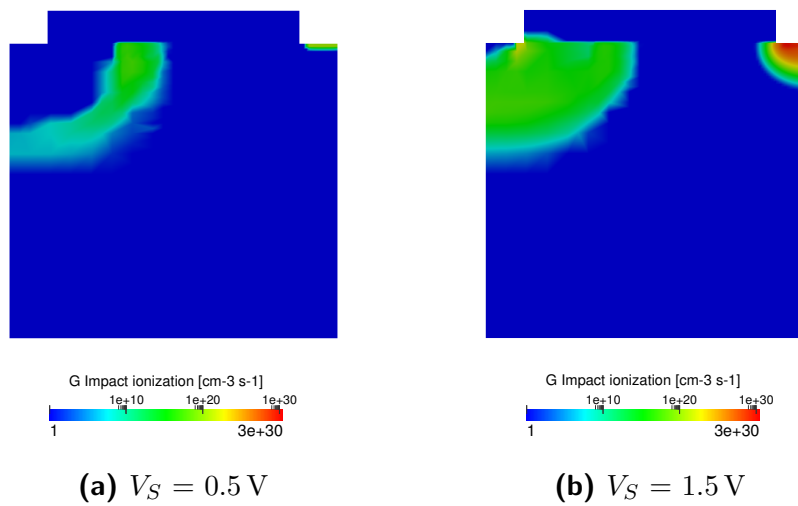 G Impact ionization [cm-3 s-1]
1e+10 1e+20 1e+30
1 3e+30
(a) V_S = 0.5 V
G Impact ionization [cm-3 s-1]
1e+10 1e+20 1e+30
1 3e+30
(b) V_S = 1.5 V